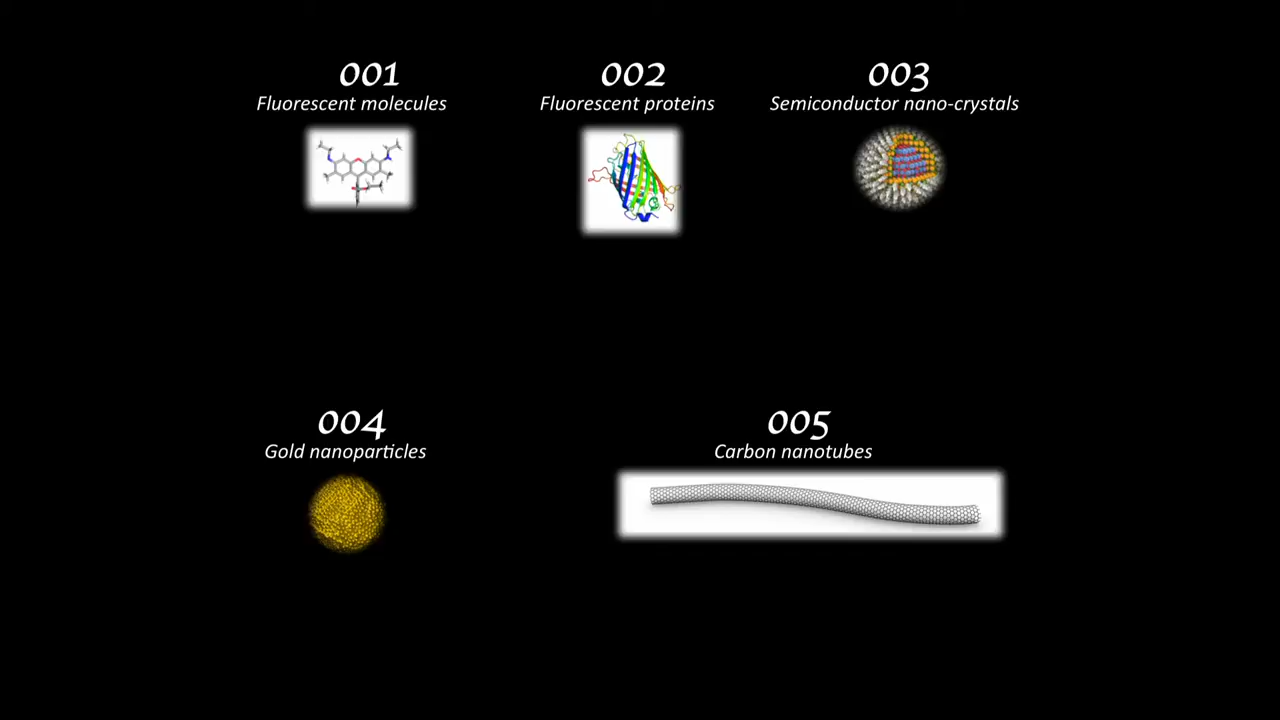 001
Fluorescent molecules
002
Fluorescent proteins
003
Semiconductor nano-crystals
004
Gold nanoparticles
005
Carbon nanotubes